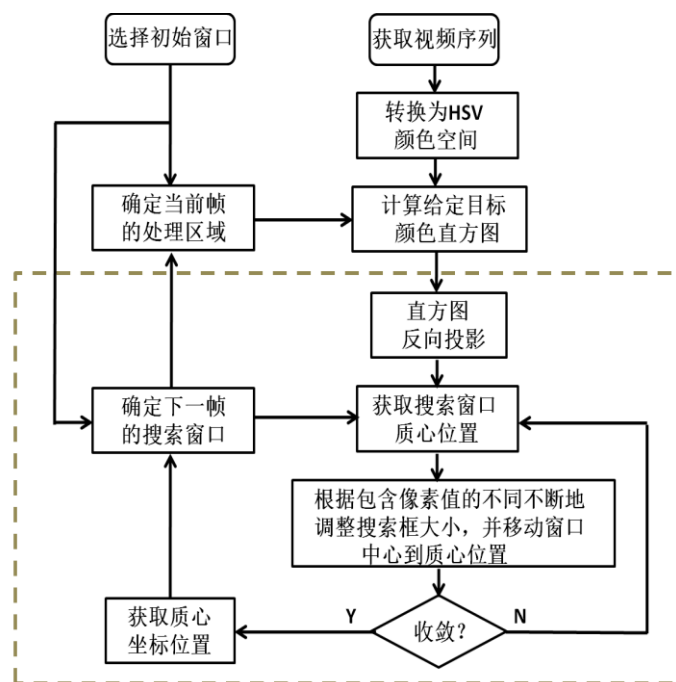 选择初始窗口
获取视频序列
转换为HSV
颜色空间
确定当前帧
的处理区域
计算给定目标
颜色直方图
直方图
反向投影
确定下一帧
的搜索窗口
获取搜索窗口
质心位置
根据包含像素值的不同不断地
调整搜索框大小，并移动窗口
中心到质心位置
获取质心
坐标位置
Y
收敛？
N